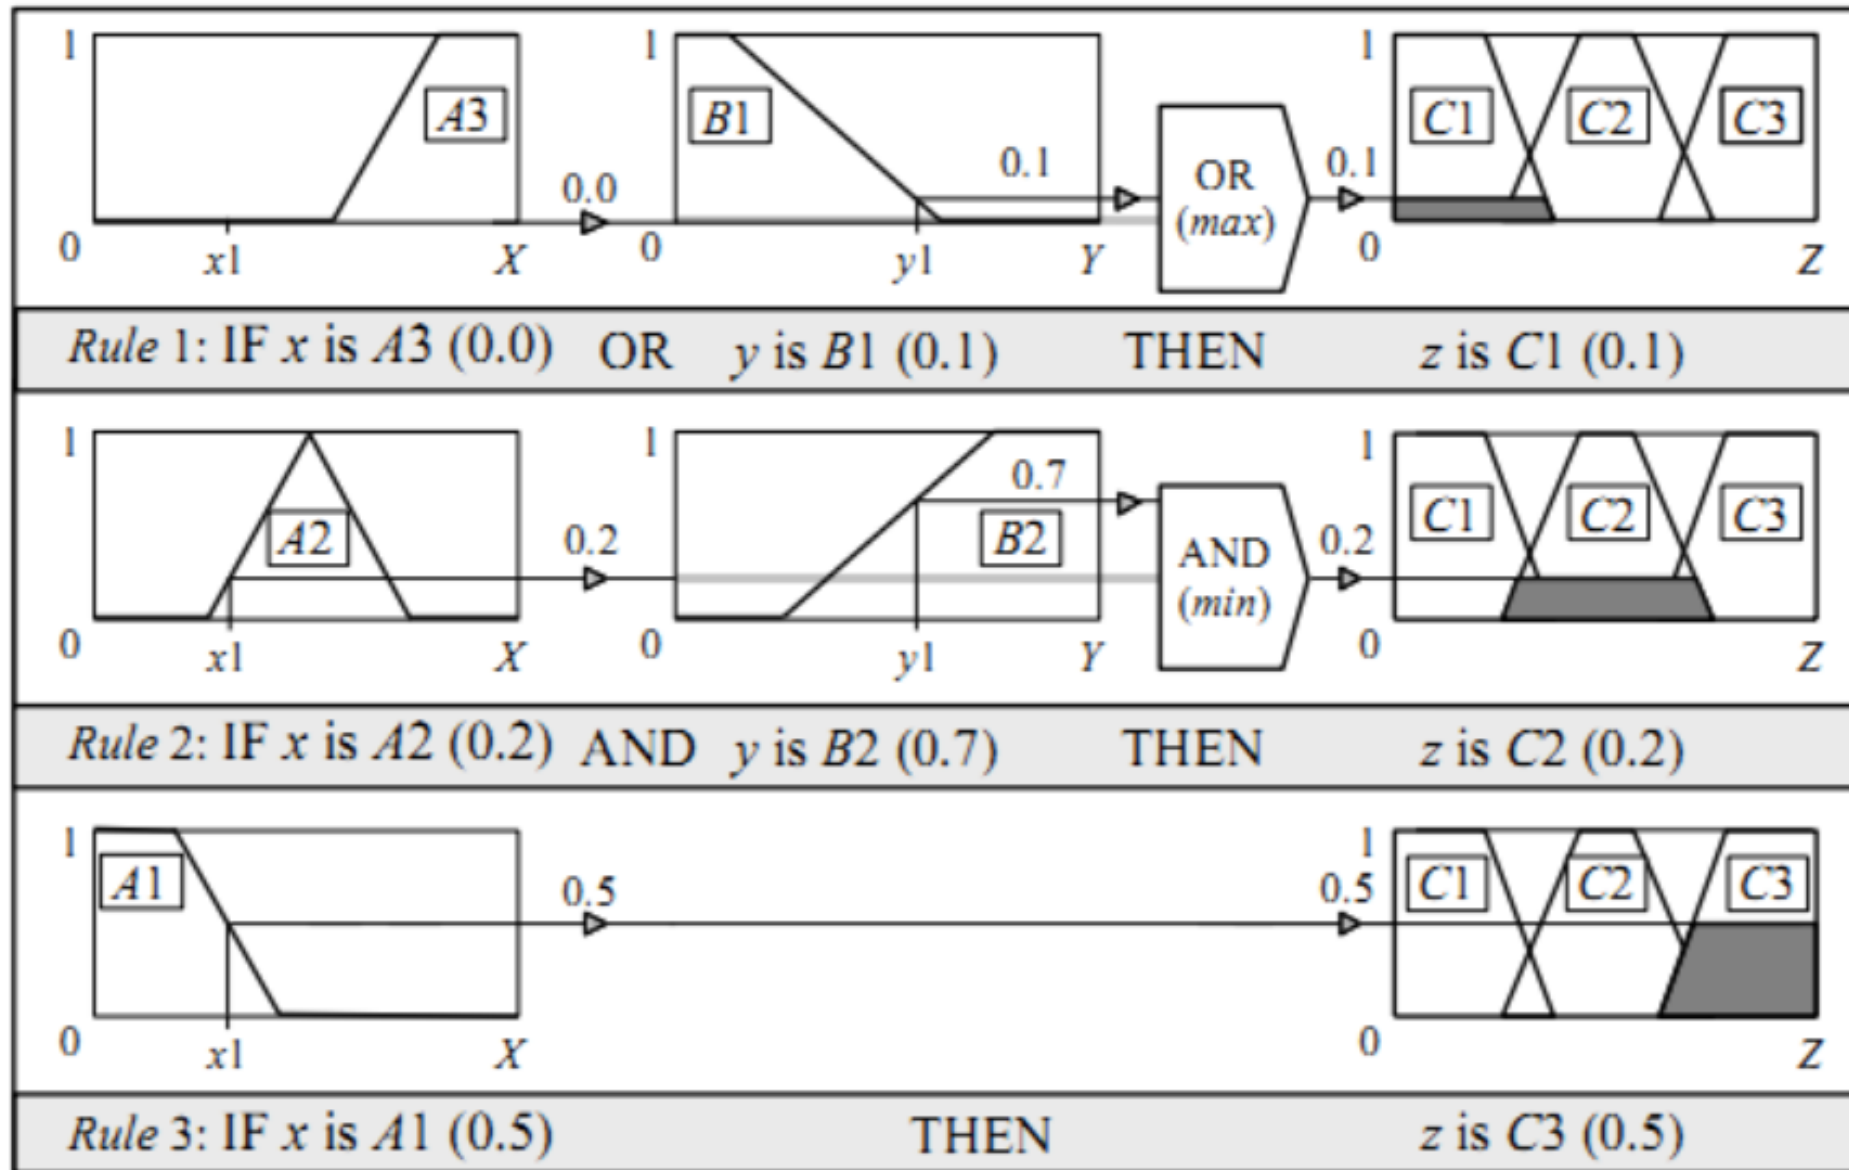 1 A3 B1 0.1 1 C1 C2 C3
0.0 OR (max) 0.1
0 x1 X 0 y1 Y 0 Z
Rule 1: IF x is A3 (0.0) OR y is B1 (0.1) THEN z is C1 (0.1)
1 A2 1 0.7 B2 1 C1 C2 C3
0.2 AND (min) 0.2
0 x1 X 0 y1 Y 0 Z
Rule 2: IF x is A2 (0.2) AND y is B2 (0.7) THEN z is C2 (0.2)
1 A1 1 C1 C2 C3
0.5 0.5
0 x1 X 0 Z
Rule 3: IF x is A1 (0.5) THEN z is C3 (0.5)